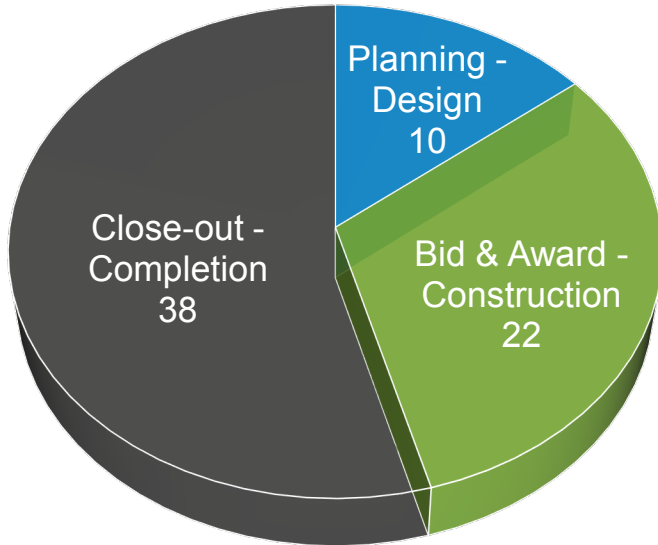 Planning -
Design
10
Bid & Award -
Construction
22
Close-out -
Completion
38